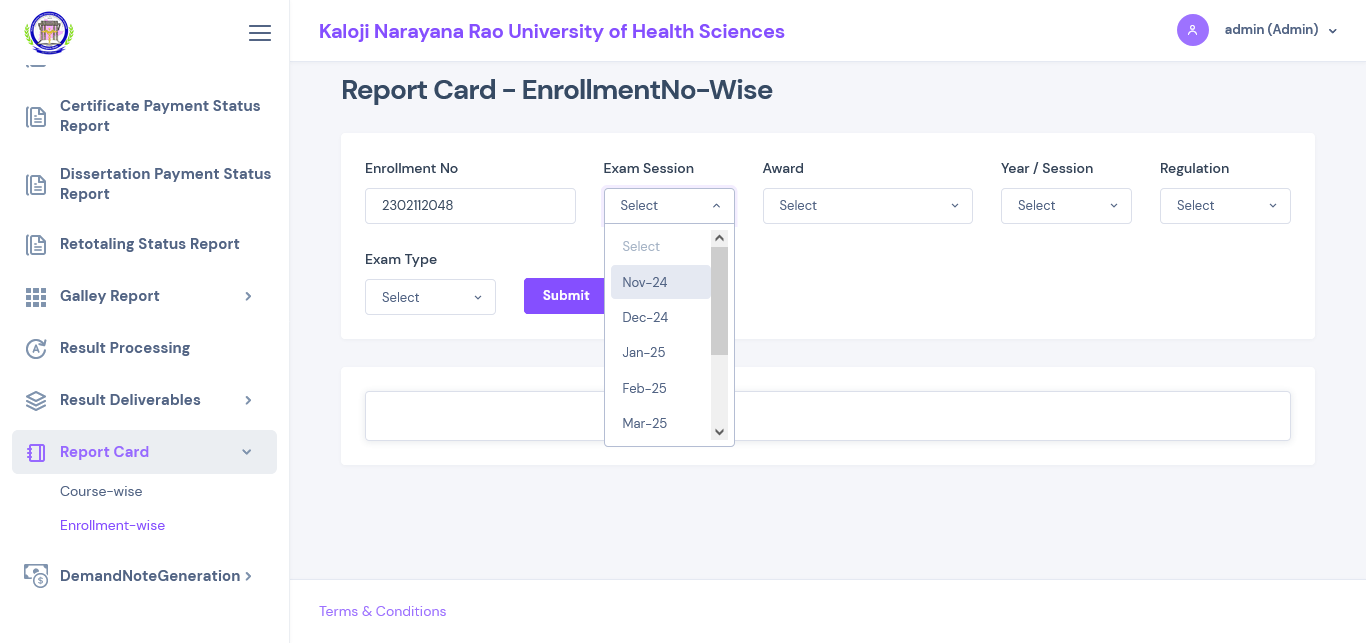 Kaloji Narayana Rao University of Health Sciences
admin (Admin)
Certificate Payment Status
Report
Dissertation Payment Status
Report
Retotaling Status Report
Galley Report
Result Processing
Result Deliverables
Report Card
Course-wise
Enrollment-wise
DemandNoteGeneration
Report Card - EnrollmentNo-Wise
Enrollment No
Exam Session
Award
Year / Session
Regulation
2302112048
Select
Select
Select
Select
Select
Nov-24
Dec-24
Jan-25
Feb-25
Mar-25
Exam Type
Select
Submit
Terms & Conditions